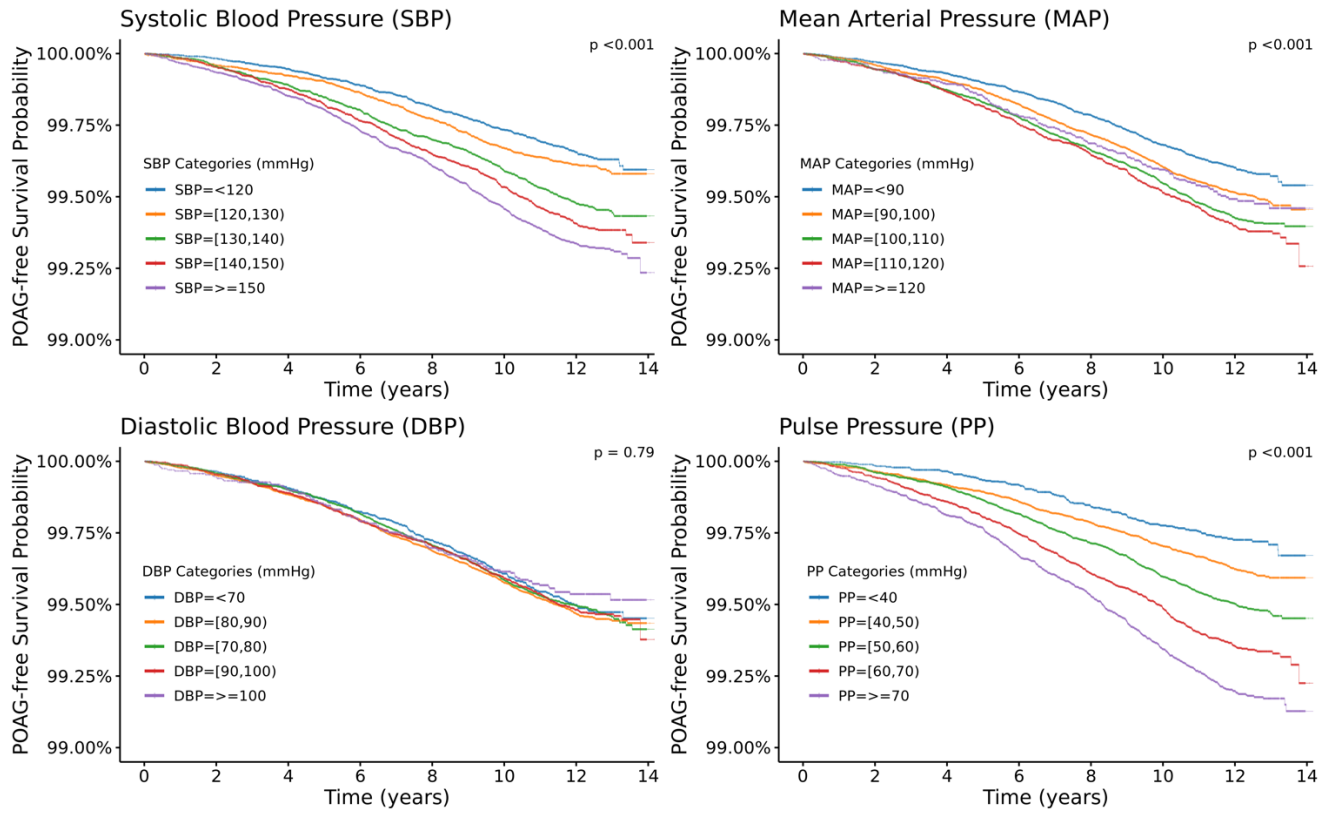 Systolic Blood Pressure (SBP)
p <0.001
POAG-free Survival Probability
100.00%
99.75%
99.50%
99.25%
99.00%
SBP Categories (mmHg)
SBP=<120
SBP=[120,130)
SBP=[130,140)
SBP=[140,150)
SBP=>=150
0 2 4 6 8 10 12 14
Time (years)
Mean Arterial Pressure (MAP)
p <0.001
POAG-free Survival Probability
100.00%
99.75%
99.50%
99.25%
99.00%
MAP Categories (mmHg)
MAP=<90
MAP=[90,100)
MAP=[100,110)
MAP=[110,120)
MAP=>=120
0 2 4 6 8 10 12 14
Time (years)
Diastolic Blood Pressure (DBP)
p = 0.79
POAG-free Survival Probability
100.00%
99.75%
99.50%
99.25%
99.00%
DBP Categories (mmHg)
DBP=<70
DBP=[80,90)
DBP=[70,80)
DBP=[90,100)
DBP=>=100
0 2 4 6 8 10 12 14
Time (years)
Pulse Pressure (PP)
p <0.001
POAG-free Survival Probability
100.00%
99.75%
99.50%
99.25%
99.00%
PP Categories (mmHg)
PP=<40
PP=[40,50)
PP=[50,60)
PP=[60,70)
PP=>=70
0 2 4 6 8 10 12 14
Time (years)